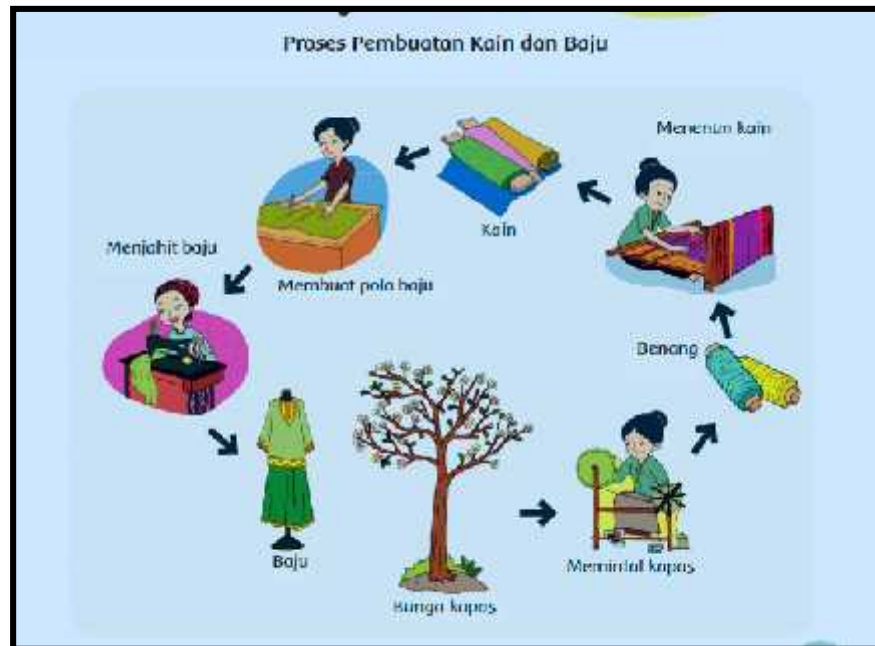 Proses Pembuatan Kain dan Baju
Menenun kain
Kain
Menjahit baju
Membuat pola baju
Benang
Baju
Memintal kapas
Bunga kapas